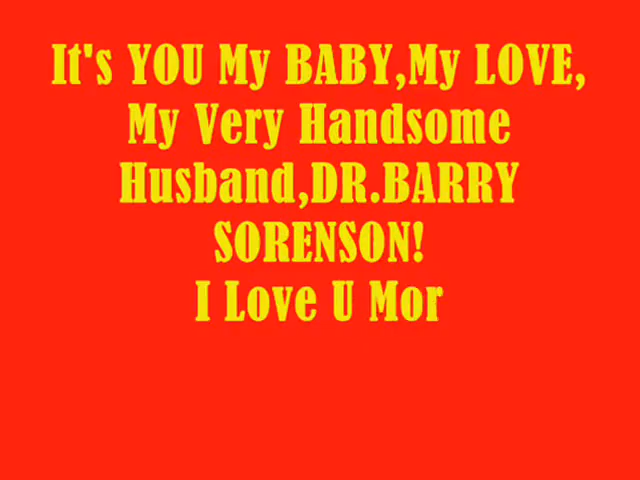 It's YOU My BABY,My LOVE,
My Very Handsome
Husband,DR.BARRY
SORENSON!
I Love U Mor